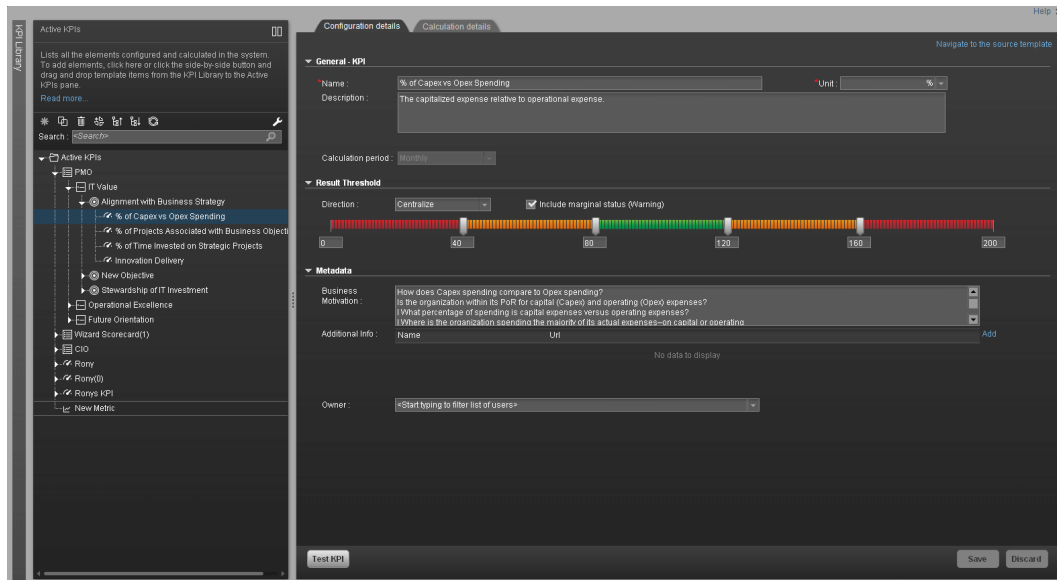 Help
KPI Library
Active KPIs
Lists all the elements configured and calculated in the system.
To add elements, click here or click the side-by-side button and
drag and drop template items from the KPI Library to the Active
KPIs pane.
Read more...
Search : <Search>
Active KPIs
PMO
IT Value
Alignment with Business Strategy
% of Capex vs Opex Spending
% of Projects Associated with Business Objecti
% of Time Invested on Strategic Projects
Innovation Delivery
New Objective
Stewardship of IT Investment
Operational Excellence
Future Orientation
Wizard Scorecard(1)
CIO
Rony
Rony(0)
Ronys KPI
New Metric
Configuration details
Calculation details
Navigate to the source template
General - KPI
*Name : % of Capex vs Opex Spending *Unit : %
Description : The capitalized expense relative to operational expense.
Calculation period : Monthly
Result Threshold
Direction : Centralize Include marginal status (Warning)
0 40 80 120 160 200
Metadata
Business
Motivation :
How does Capex spending compare to Opex spending?
Is the organization within its PoR for capital (Capex) and operating (Opex) expenses?
l What percentage of spending is capital expenses versus operating expenses?
l Where is the organization spending the majority of its actual expenses–on capital or operating
Additional Info : Name Url Add
No data to display
Owner : <Start typing to filter list of users>
Test KPI Save Discard